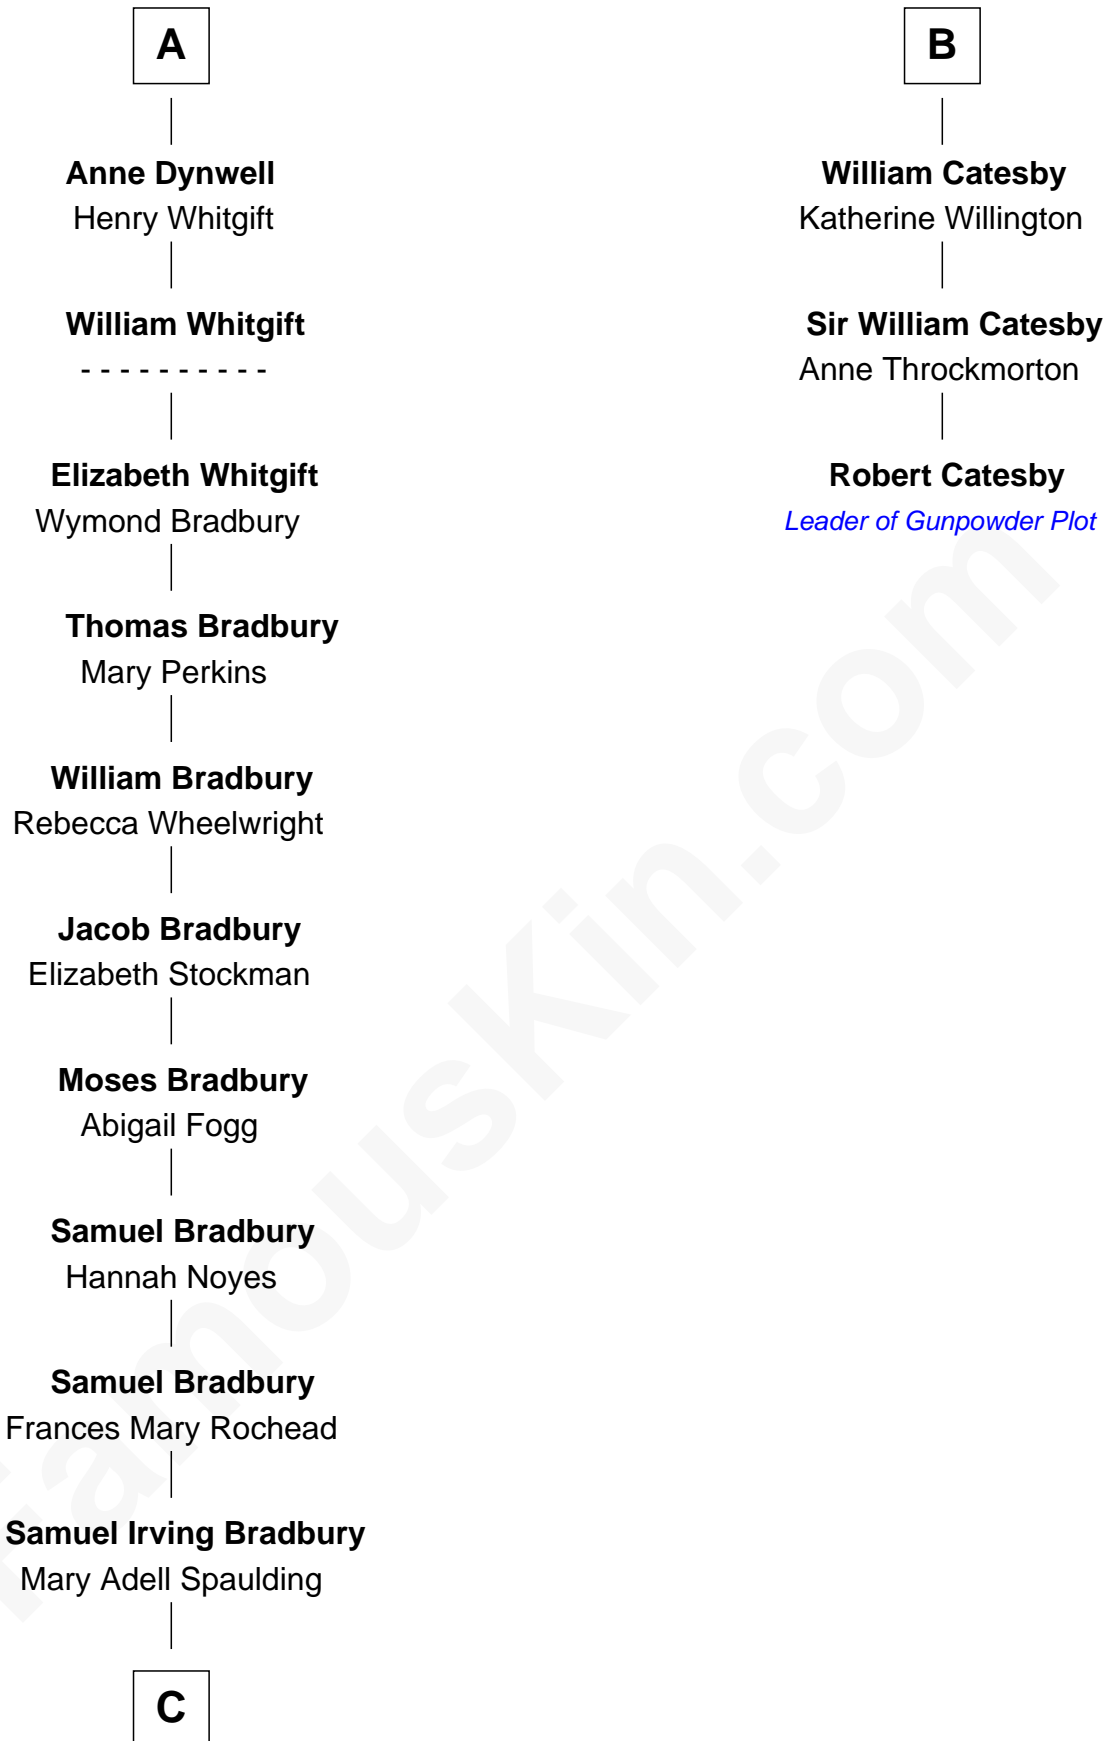 A
Anne Dynwell
Henry Whitgift
William Whitgift
- - - - - - - - - -
Elizabeth Whitgift
Wymond Bradbury
Thomas Bradbury
Mary Perkins
William Bradbury
Rebecca Wheelwright
Jacob Bradbury
Elizabeth Stockman
Moses Bradbury
Abigail Fogg
Samuel Bradbury
Hannah Noyes
Samuel Bradbury
Frances Mary Rochead
Samuel Irving Bradbury
Mary Adell Spaulding
C
B
William Catesby
Katherine Willington
Sir William Catesby
Anne Throckmorton
Robert Catesby
Leader of Gunpowder Plot
FamousKin.com